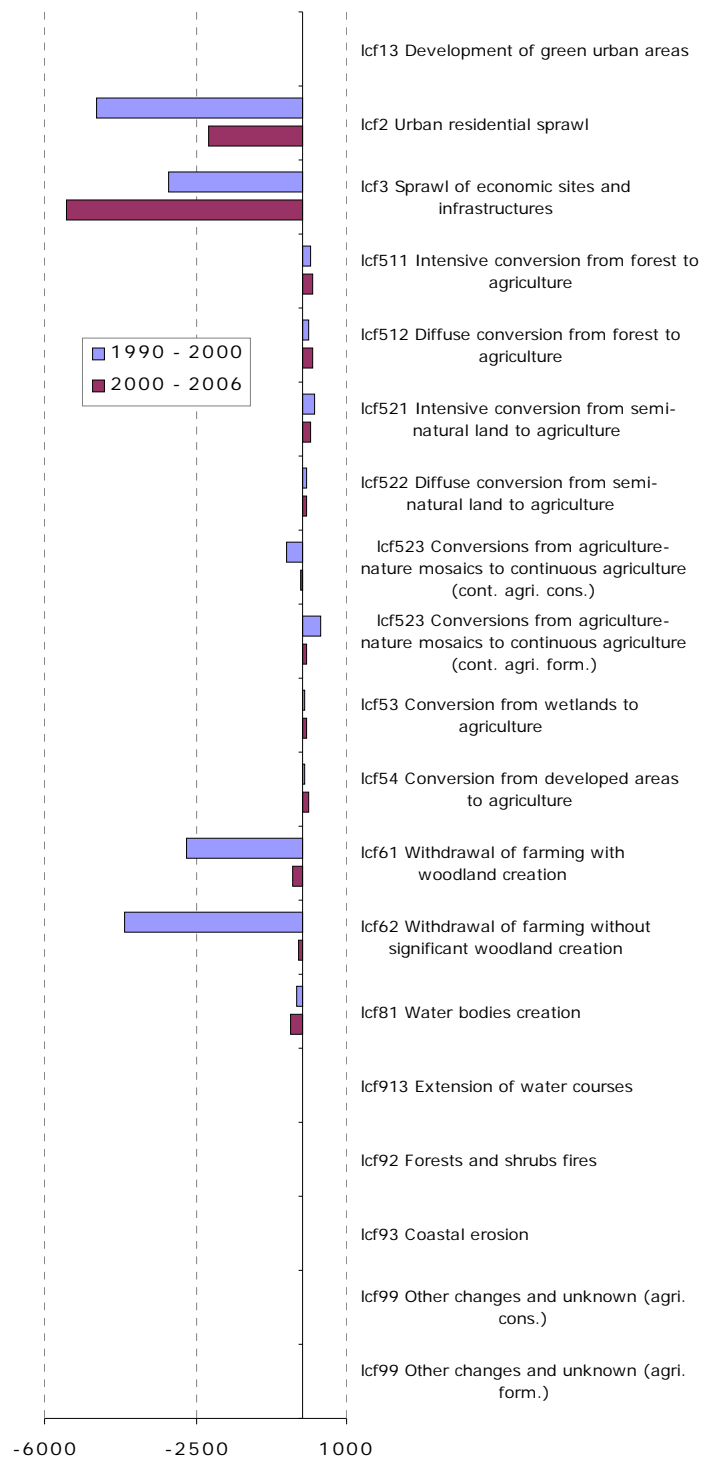 lcf13 Development of green urban areas
lcf2 Urban residential sprawl
lcf3 Sprawl of economic sites and
infrastructures
lcf511 Intensive conversion from forest to
agriculture
lcf512 Diffuse conversion from forest to
agriculture
1990 - 2000
2000 - 2006
lcf521 Intensive conversion from semi-
natural land to agriculture
lcf522 Diffuse conversion from semi-
natural land to agriculture
lcf523 Conversions from agriculture-
nature mosaics to continuous agriculture
(cont. agri. cons.)
lcf523 Conversions from agriculture-
nature mosaics to continuous agriculture
(cont. agri. form.)
lcf53 Conversion from wetlands to
agriculture
lcf54 Conversion from developed areas
to agriculture
lcf61 Withdrawal of farming with
woodland creation
lcf62 Withdrawal of farming without
significant woodland creation
lcf81 Water bodies creation
lcf913 Extension of water courses
lcf92 Forests and shrubs fires
lcf93 Coastal erosion
lcf99 Other changes and unknown (agri.
cons.)
lcf99 Other changes and unknown (agri.
form.)
-6000 -2500 1000